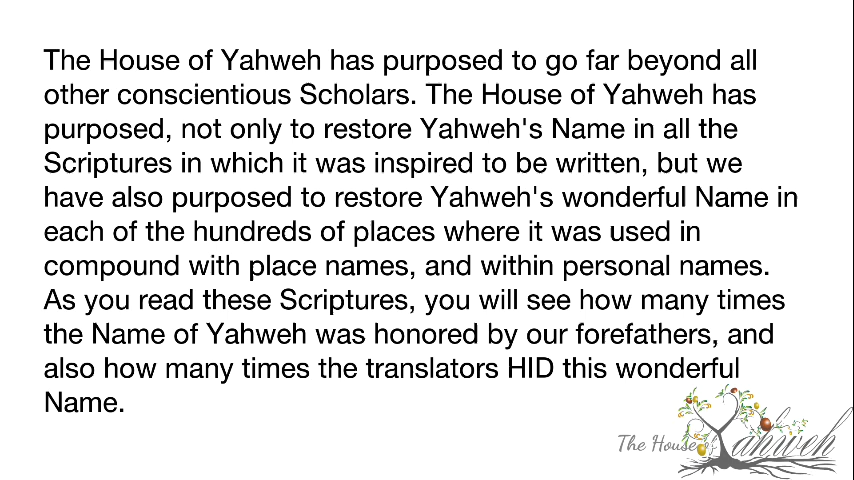 The House of Yahweh has purposed to go far beyond all
other conscientious Scholars. The House of Yahweh has
purposed, not only to restore Yahweh's Name in all the
Scriptures in which it was inspired to be written, but we
have also purposed to restore Yahweh's wonderful Name in
each of the hundreds of places where it was used in
compound with place names, and within personal names.
As you read these Scriptures, you will see how many times
the Name of Yahweh was honored by our forefathers, and
also how many times the translators HID this wonderful
Name.
The House of Yahweh